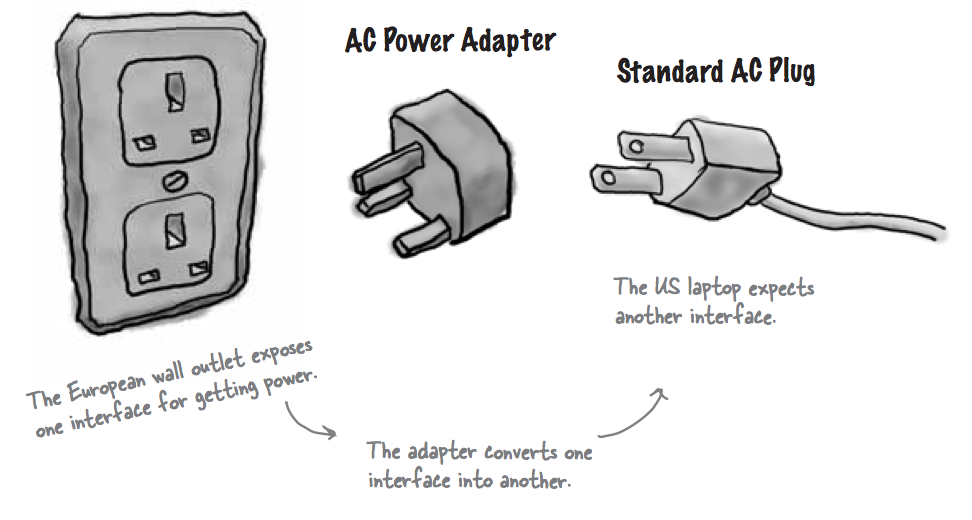 AC Power Adapter
Standard AC Plug
The US laptop expects
another interface.
The European wall outlet exposes
one interface for getting power.
The adapter converts one
interface into another.